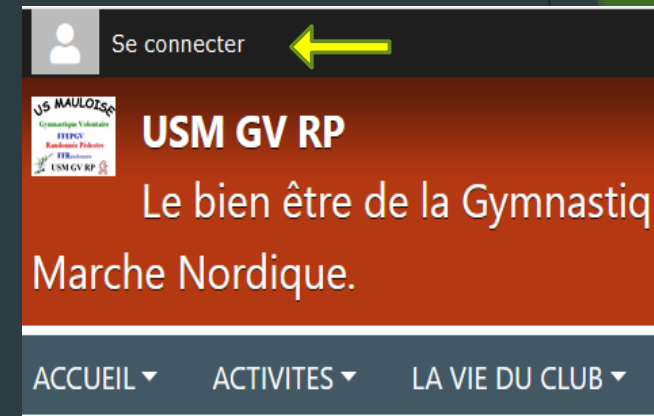 Se connecter
US MAULOISE
Gymnastique Volontaire
FFEPGV
Randonnée Pédestre
FFRandonnée
USM GV RP
USM GV RP
Le bien être de la Gymnastiq
Marche Nordique.
ACCUEIL ACTIVITES LA VIE DU CLUB